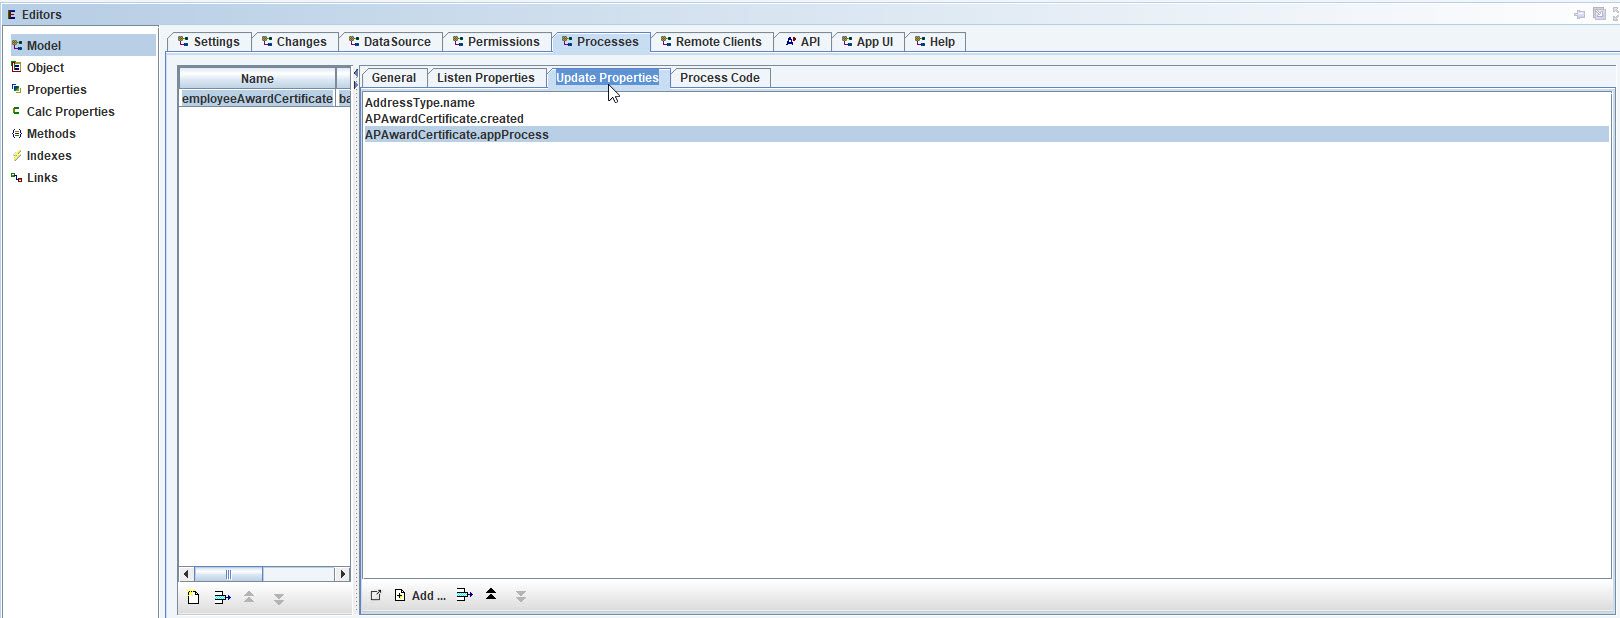 Editors
Model
Object
Properties
Calc Properties
Methods
Indexes
Links
Settings
Changes
DataSource
Permissions
Processes
Remote Clients
API
App UI
Help
Name
employeeAwardCertificate ba
General
Listen Properties
Update Properties
Process Code
AddressType.name
APAwardCertificate.created
APAwardCertificate.appProcess
Add ...